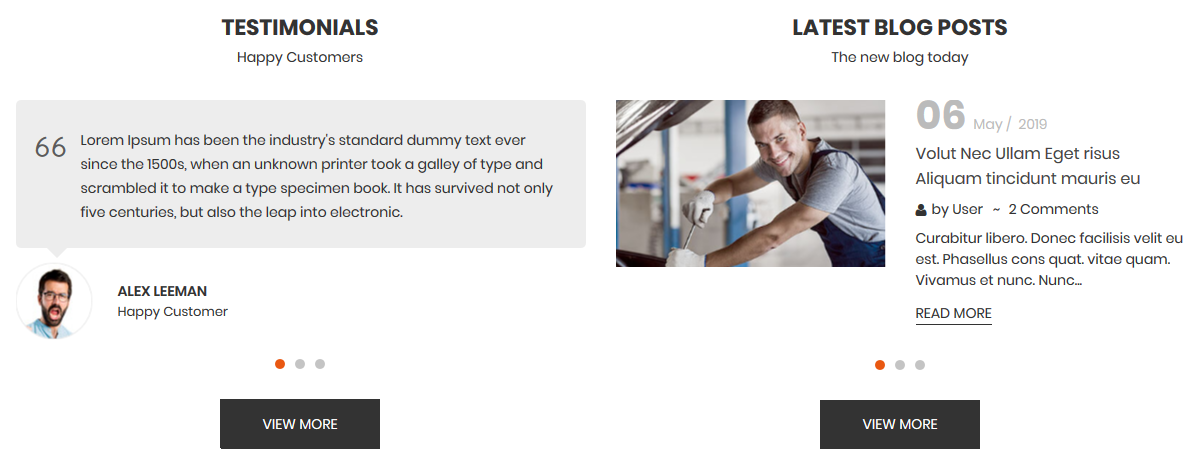 TESTIMONIALS
Happy Customers
66
Lorem Ipsum has been the industry's standard dummy text ever
since the 1500s, when an unknown printer took a galley of type and
scrambled it to make a type specimen book. It has survived not only
five centuries, but also the leap into electronic.
ALEX LEEMAN
Happy Customer
VIEW MORE
LATEST BLOG POSTS
The new blog today
06 May / 2019
Volut Nec Ullam Eget risus
Aliquam tincidunt mauris eu
by User ~ 2 Comments
Curabitur libero. Donec facilisis velit eu
est. Phasellus cons quat. vitae quam.
Vivamus et nunc. Nunc...
READ MORE
VIEW MORE